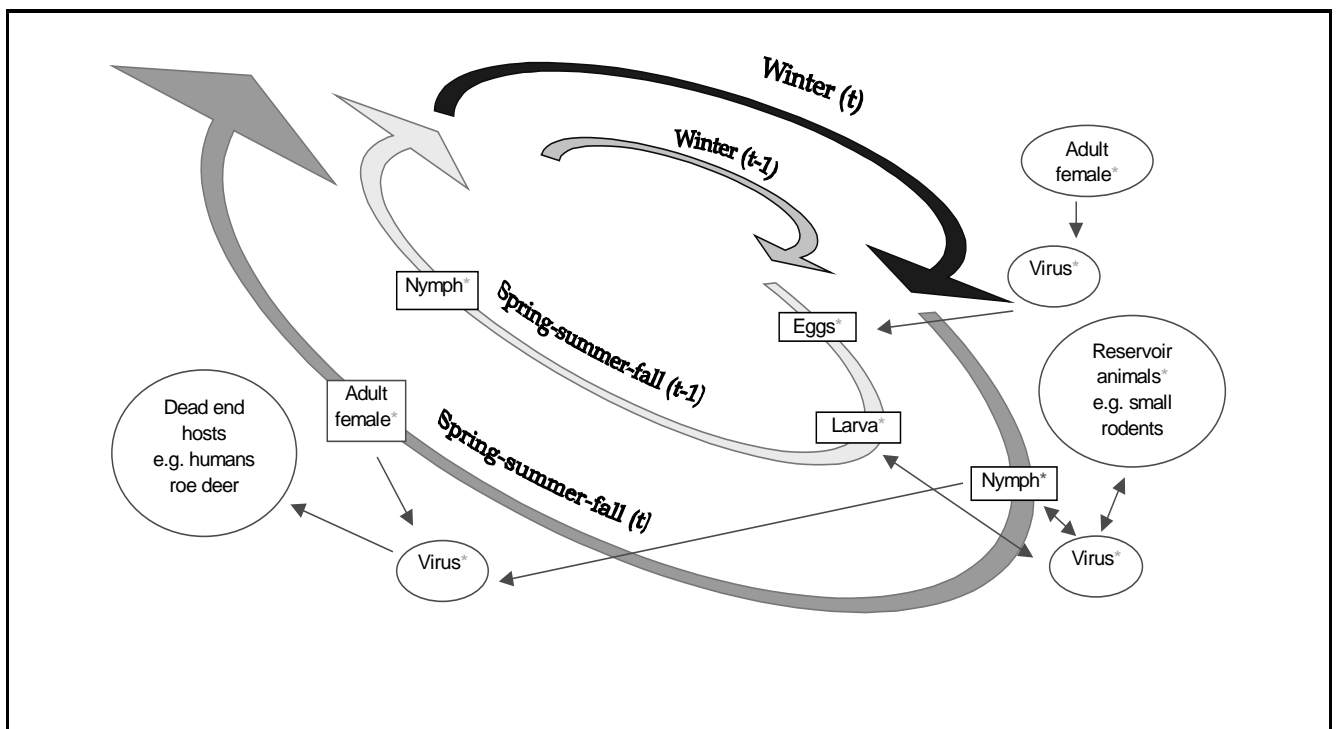 Winter (t)
Winter (t-1)
Adult
female*
Virus*
Nymph*
Eggs*
Spring-summer-fall (t-1)
Reservoir
animals*
e.g. small
rodents
Adult
female*
Dead end
hosts
e.g. humans
roe deer
Larva*
Spring-summer-fall (t)
Nymph*
Virus*
Virus*